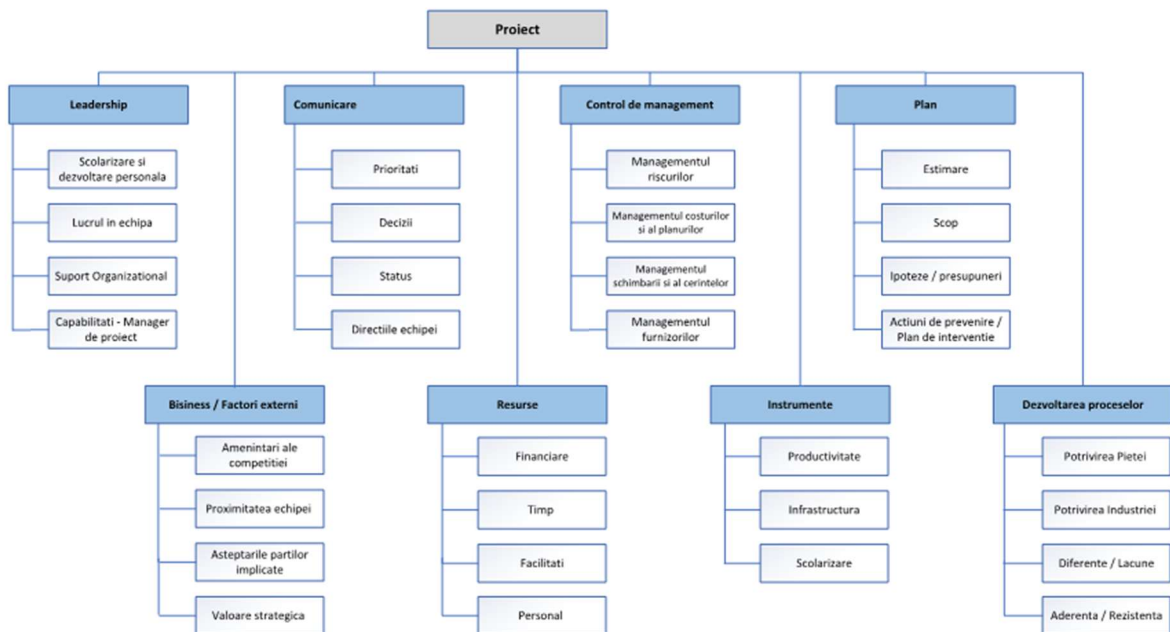 Proiect
Leadership
Scolarizare si
dezvoltare personala
Lucrul in echipa
Suport Organizational
Capabilitati - Manager
de proiect
Comunicare
Prioritati
Decizii
Status
Directiile echipei
Control de management
Managementul
riscurilor
Managementul costurilor
si al planurilor
Managementul
schimbarii si al cerintelor
Managementul
furnizorilor
Plan
Estimare
Scop
Ipoteze / presupuneri
Actiuni de prevenire /
Plan de interventie
Bisiness / Factori externi
Amenintari ale
competitiei
Proximitatea echipei
Asteptarile partilor
implicate
Valoare strategica
Resurse
Financiare
Timp
Facilitati
Personal
Instrumente
Productivitate
Infrastructura
Scolarizare
Dezvoltarea proceselor
Potrivirea Pietei
Potrivirea Industriei
Diferente / Lacune
Aderenta / Rezistenta